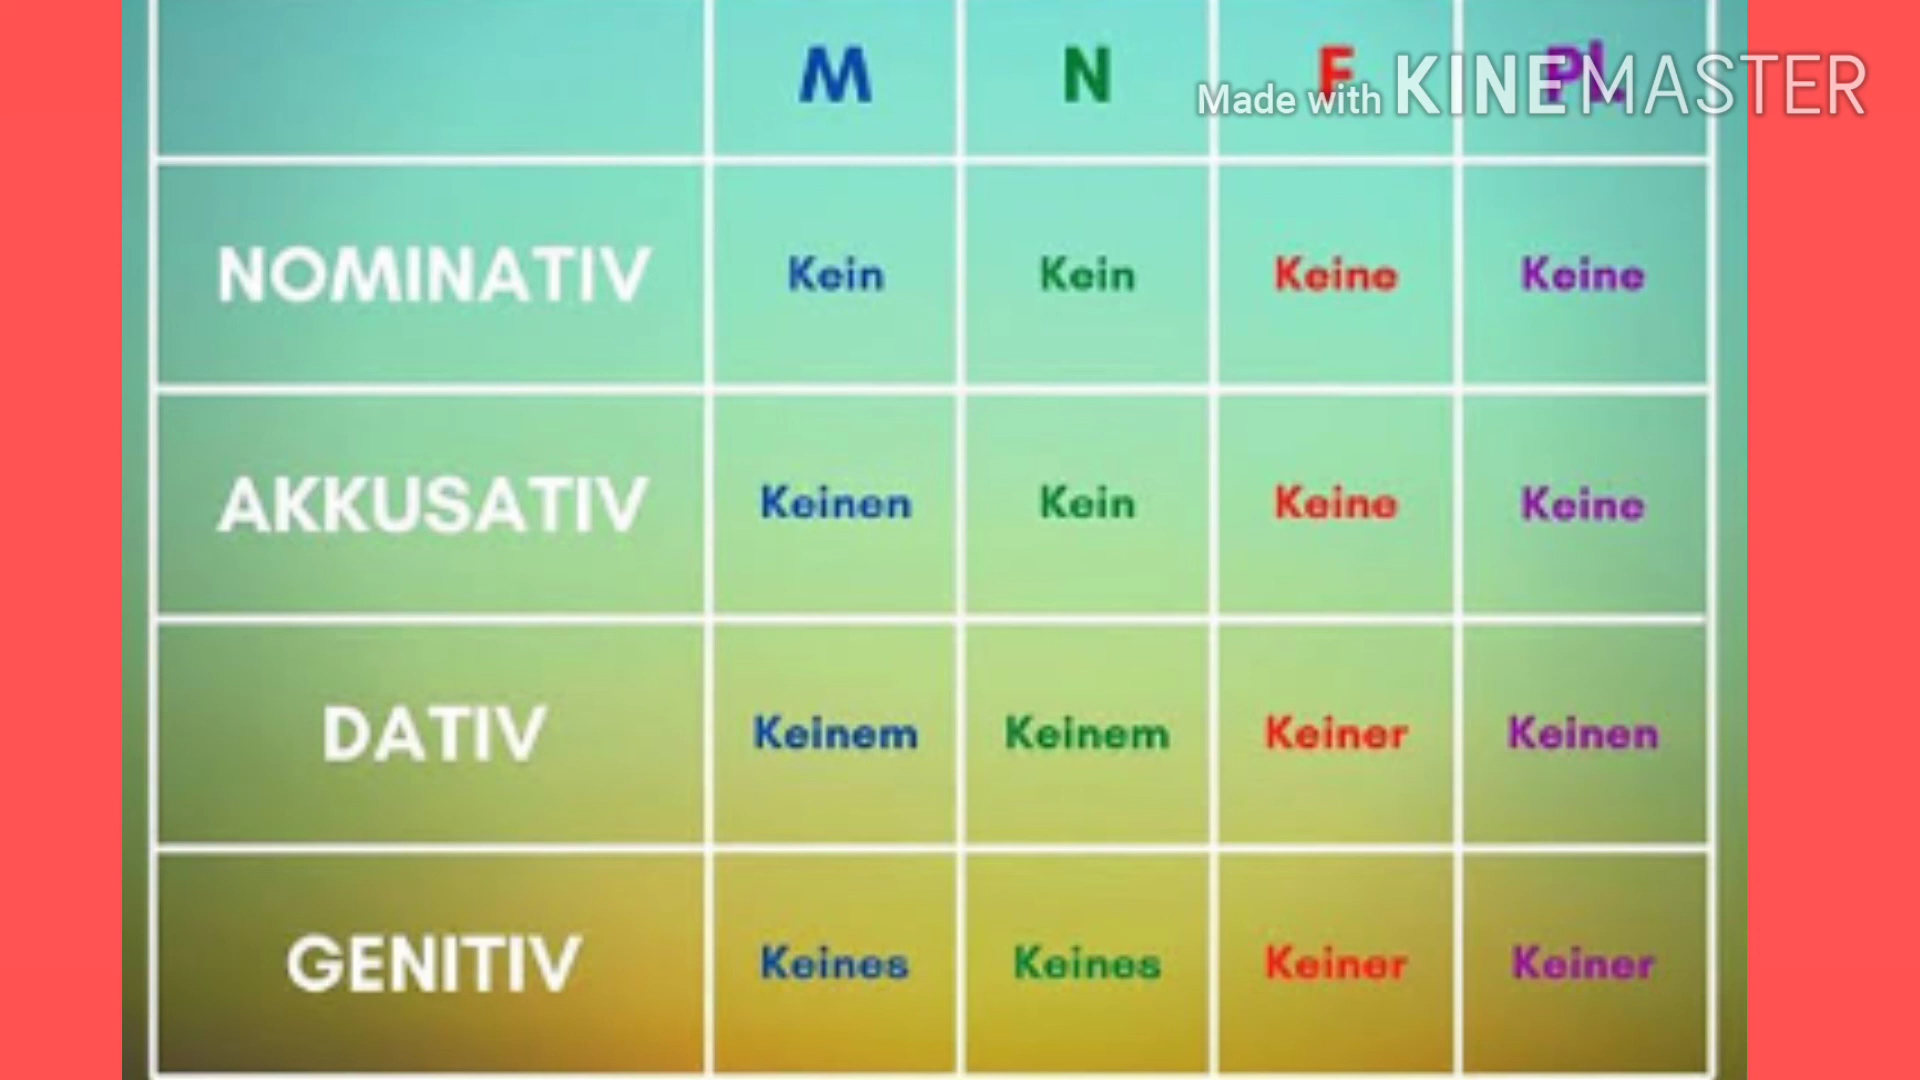 M N F PL
Made with KINEMASTER
NOMINATIV Kein Kein Keine Keine
AKKUSATIV Keinen Kein Keine Keine
DATIV Keinem Keinem Keiner Keinen
GENITIV Keines Keines Keiner Keiner